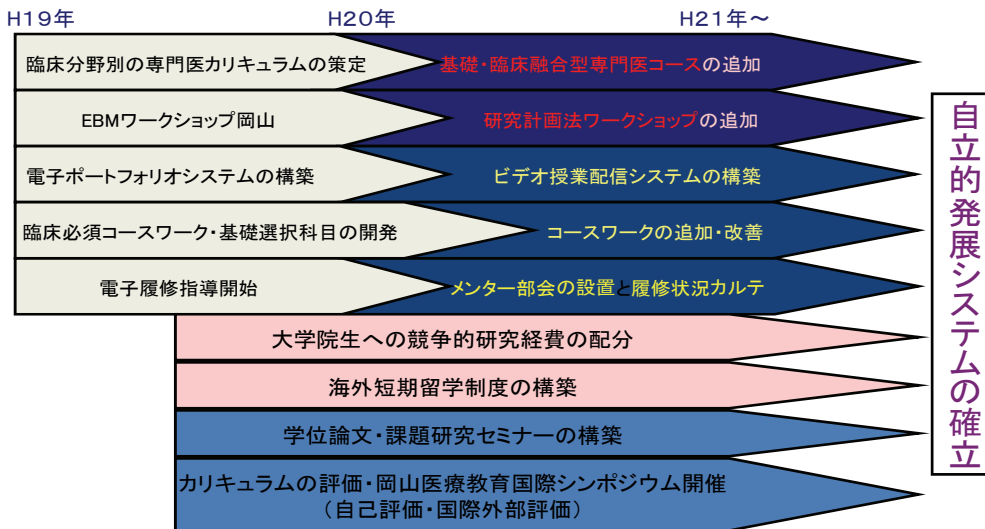 H19年
H20年
H21年～
臨床分野別の専門医カリキュラムの策定
基礎・臨床融合型専門医コースの追加
EBMワークショップ岡山
研究計画法ワークショップの追加
電子ポートフォリオシステムの構築
ビデオ授業配信システムの構築
臨床必須コースワーク・基礎選択科目の開発
コースワークの追加・改善
電子履修指導開始
メンター部会の設置と履修状況カルテ
大学院生への競争的研究経費の配分
海外短期留学制度の構築
学位論文・課題研究セミナーの構築
カリキュラムの評価・岡山医療教育国際シンポジウム開催
（自己評価・国際外部評価）
自立的発展システムの確立